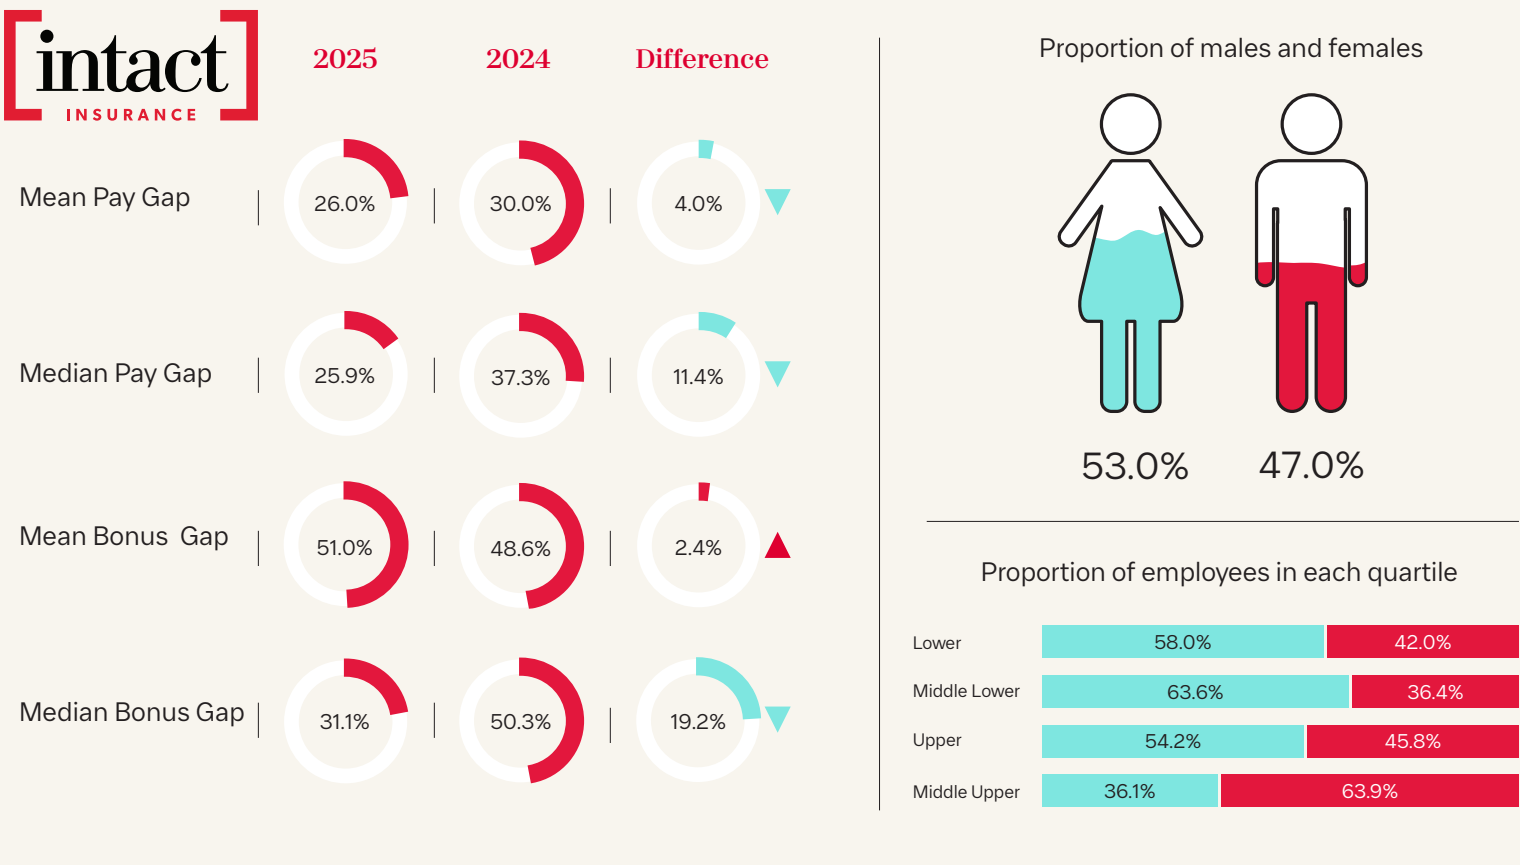 intact
INSURANCE
2025 2024 Difference
Mean Pay Gap 26.0% 30.0% 4.0%
Median Pay Gap 25.9% 37.3% 11.4%
Mean Bonus Gap 51.0% 48.6% 2.4%
Median Bonus Gap 31.1% 50.3% 19.2%
Proportion of males and females
53.0% 47.0%
Proportion of employees in each quartile
Lower 58.0% 42.0%
Middle Lower 63.6% 36.4%
Upper 54.2% 45.8%
Middle Upper 36.1% 63.9%